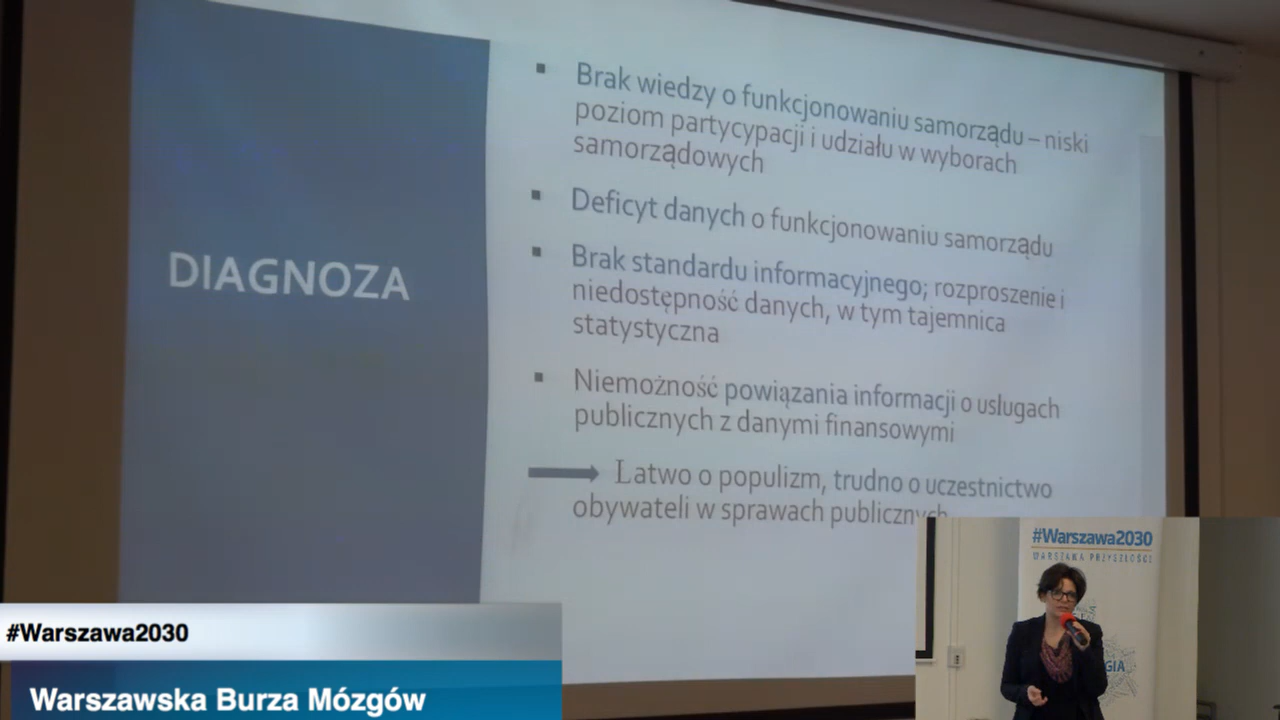 DIAGNOZA
Brak wiedzy o funkcjonowaniu samorządu – niski
poziom partycypacji i udziału w wyborach
samorządowych
Deficyt danych o funkcjonowaniu samorządu
Brak standardu informacyjnego; rozproszenie i
niedostępność danych, w tym tajemnica
statystyczna
Niemożność powiązania informacji o usługach
publicznych z danymi finansowymi
Łatwo o populizm, trudno o uczestnictwo
obywateli w sprawach publicznych
#Warszawa2030
WARSZAWA PRZYSZŁOŚCI
#Warszawa2030
Warszawska Burza Mózgów